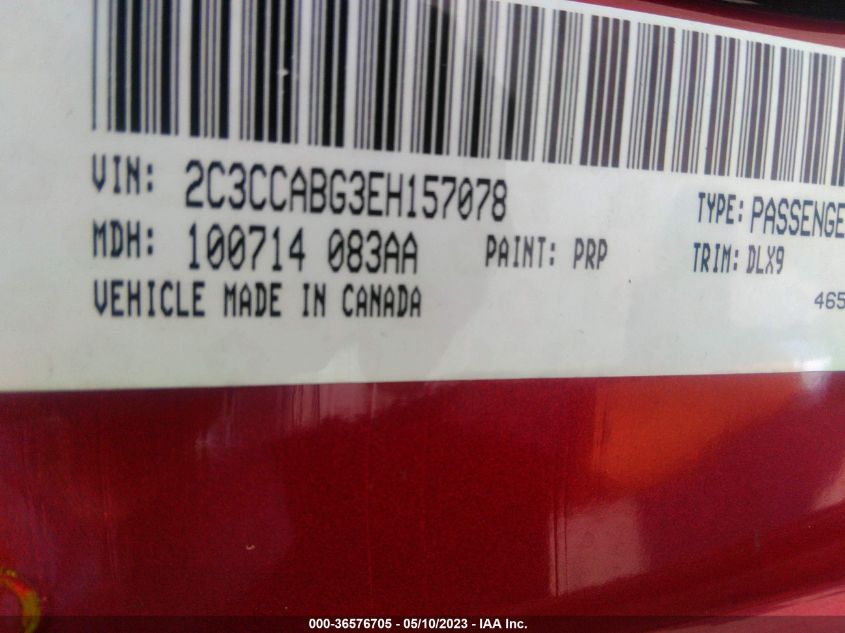 VIN: 2C3CCABG3EH157078 TYPE: PASSENGE
MDH: 100714 083AA PAINT: PRP TRIM: DLX9
VEHICLE MADE IN CANADA 465
000-36576705 - 05/10/2023 - IAA Inc.